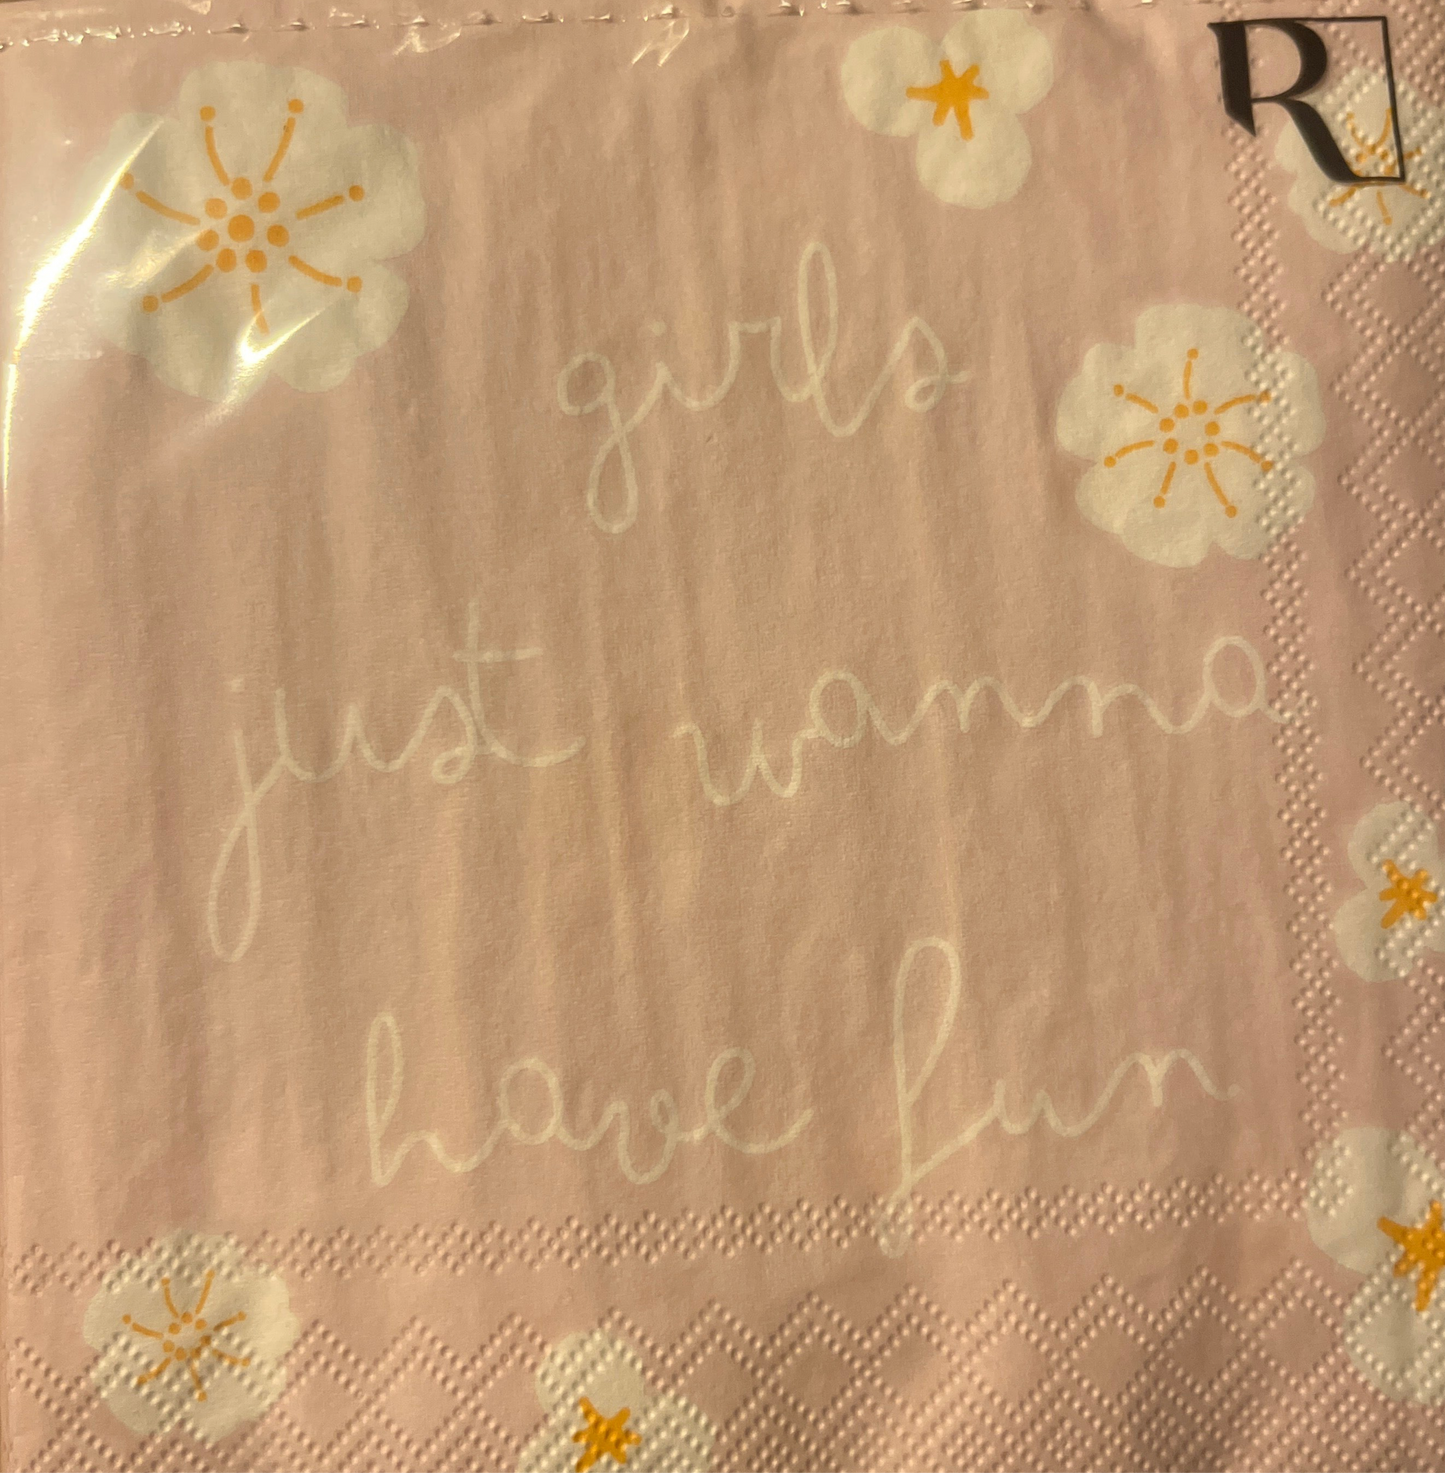 R
girls
just wanna
have fun